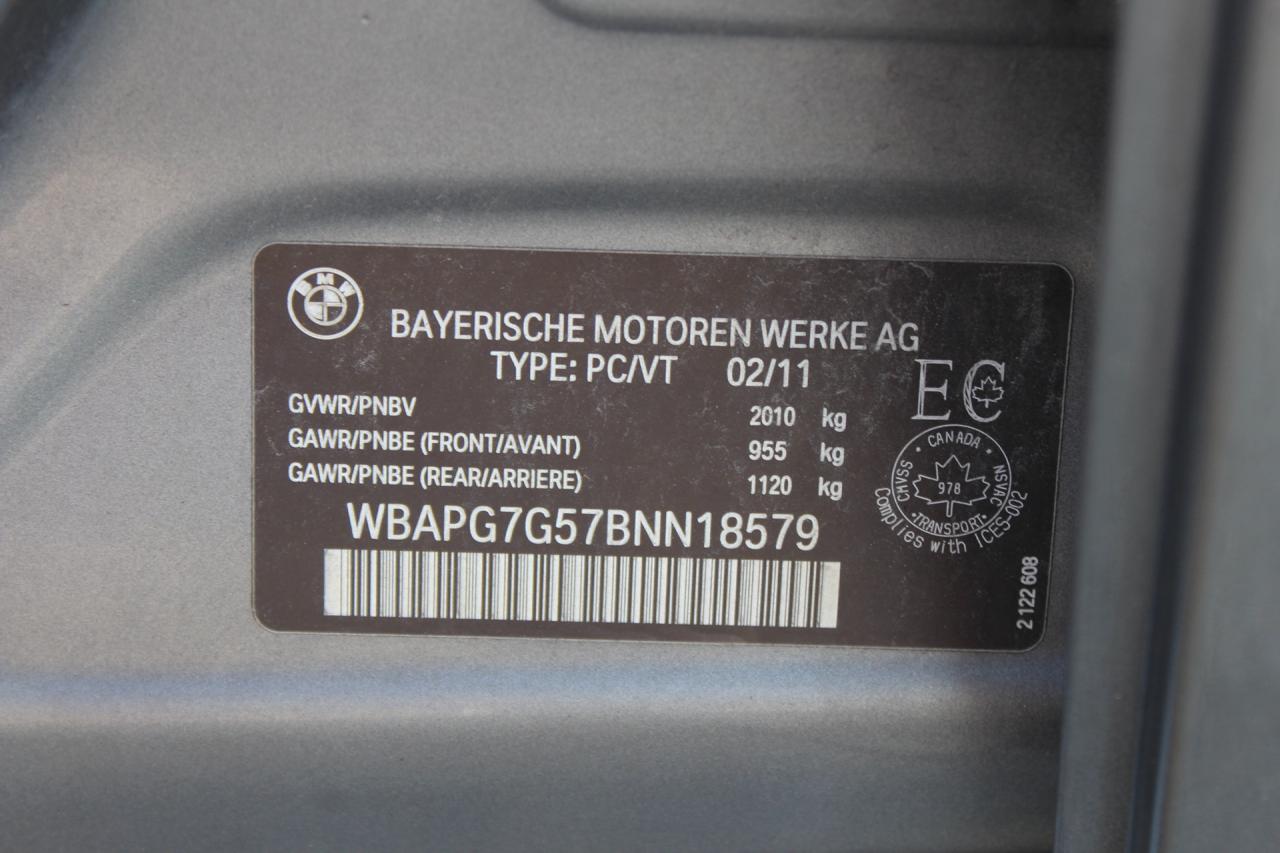 BMW
BAYERISCHE MOTOREN WERKE AG
TYPE: PC/VT 02/11
GVWR/PNBV 2010 kg
GAWR/PNBE (FRONT/AVANT) 955 kg
GAWR/PNBE (REAR/ARRIERE) 1120 kg
WBAPG7G57BNN18579
EC
CANADA
CMVSS
NSVAC
978
TRANSPORT
Complies with ICES-002
2 122 608